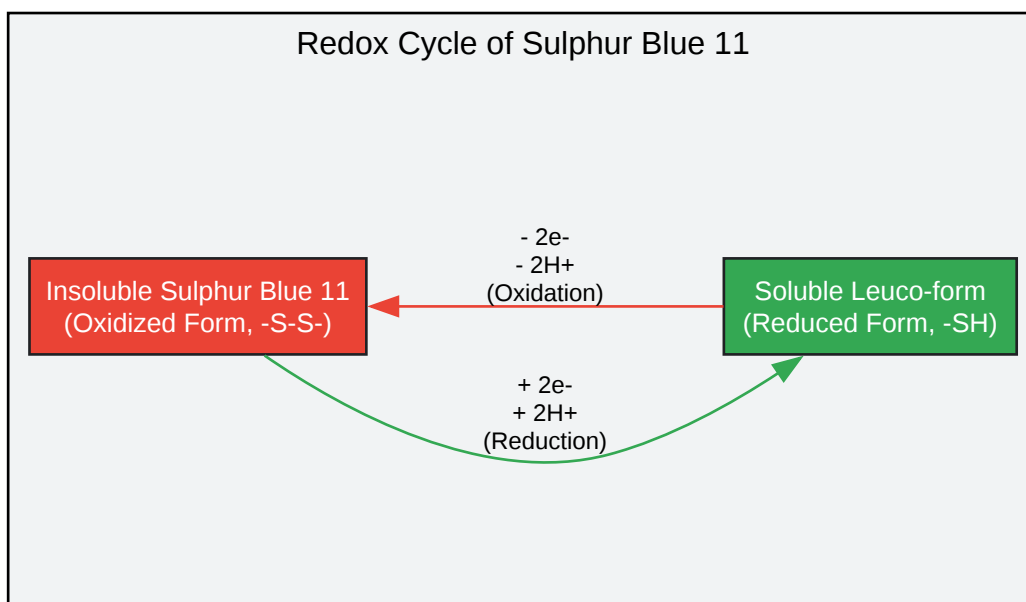 Redox Cycle of Sulphur Blue 11
- 2e-
- 2H+
(Oxidation)
Insoluble Sulphur Blue 11
(Oxidized Form, -S-S-)
Soluble Leuco-form
(Reduced Form, -SH)
+ 2e-
+ 2H+
(Reduction)